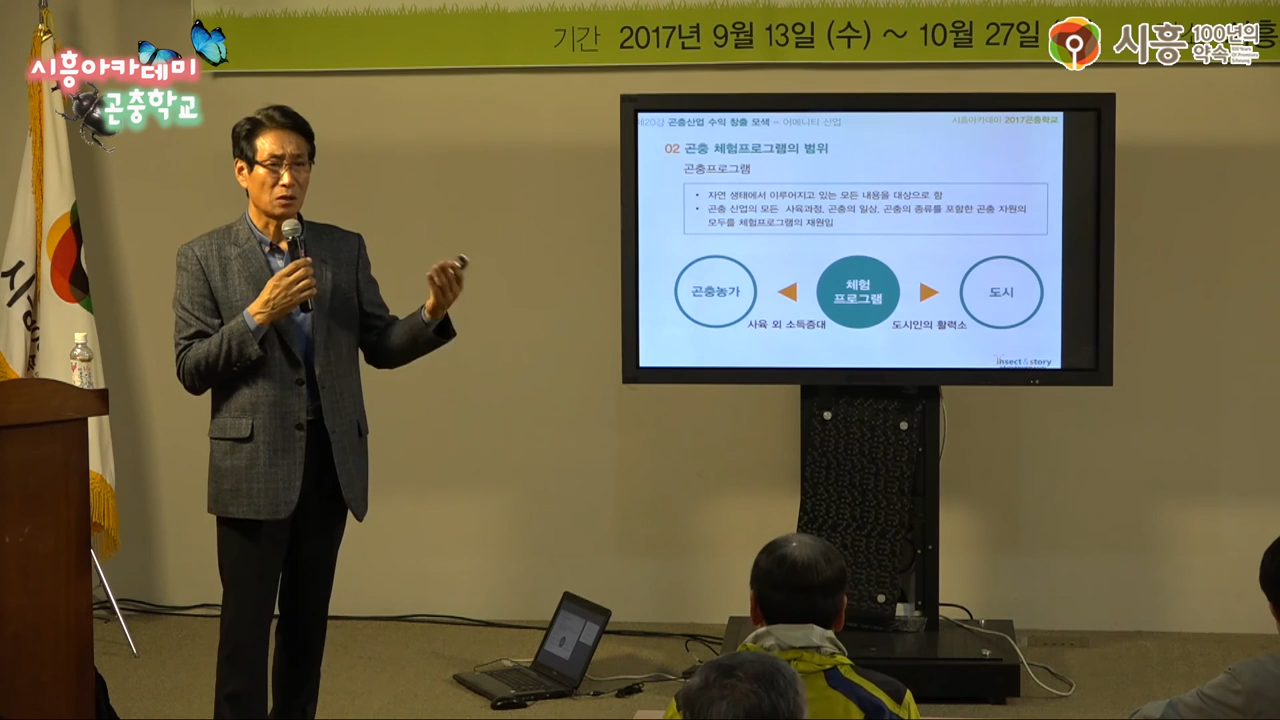 기간 2017년 9월 13일 (수) ~ 10월 27일
시흥 100년의 약속
시흥아카데미
곤충학교
곤충산업 수익 창출 모색 - 어메니티 산업
시흥아카데미 2017곤충학교
02 곤충 체험프로그램의 범위
곤충프로그램
• 자연 생태에서 이루어지고 있는 모든 내용을 대상으로 함
• 곤충 산업의 모든 사육과정, 곤충의 일상, 곤충의 종류를 포함한 곤충 자원의
모두를 체험프로그램의 재원임
곤충농가
체험
프로그램
도시
사육 외 소득증대
도시인의 활력소
insect&story